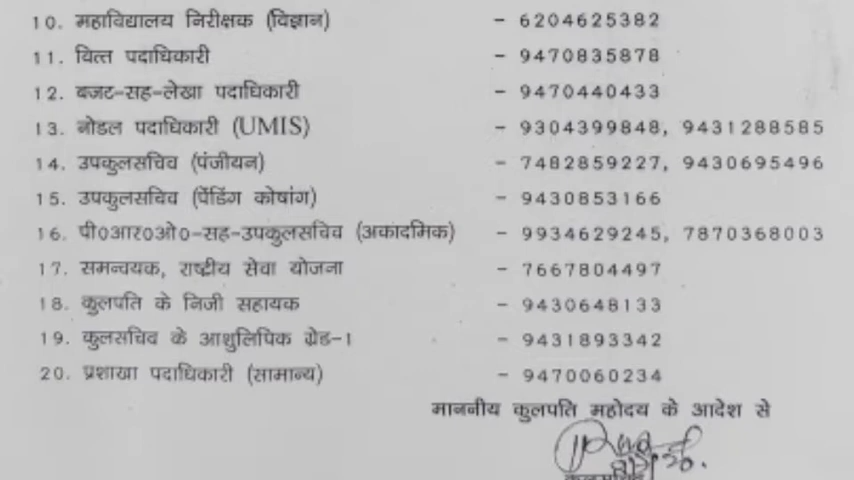 10. महाविद्यालय निरीक्षक (विज्ञान) - 6204625382
11. वित्त पदाधिकारी - 9470835878
12. बजट-सह-लेखा पदाधिकारी - 9470440433
13. नोडल पदाधिकारी (UMIS) - 9304399848, 9431288585
14. उपकुलसचिव (पंजीयन) - 7482859227, 9430695496
15. उपकुलसचिव (पेंडिंग कोषांग) - 9430853166
16. पी०आर०ओ०-सह-उपकुलसचिव (अकादमिक) - 9934629245, 7870368003
17. समन्वयक, राष्ट्रीय सेवा योजना - 7667804497
18. कुलपति के निजी सहायक - 9430648133
19. कुलसचिव के आशुलिपिक ग्रेड-1 - 9431893342
20. प्रशाखा पदाधिकारी (सामान्य) - 9470060234
माननीय कुलपति महोदय के आदेश से